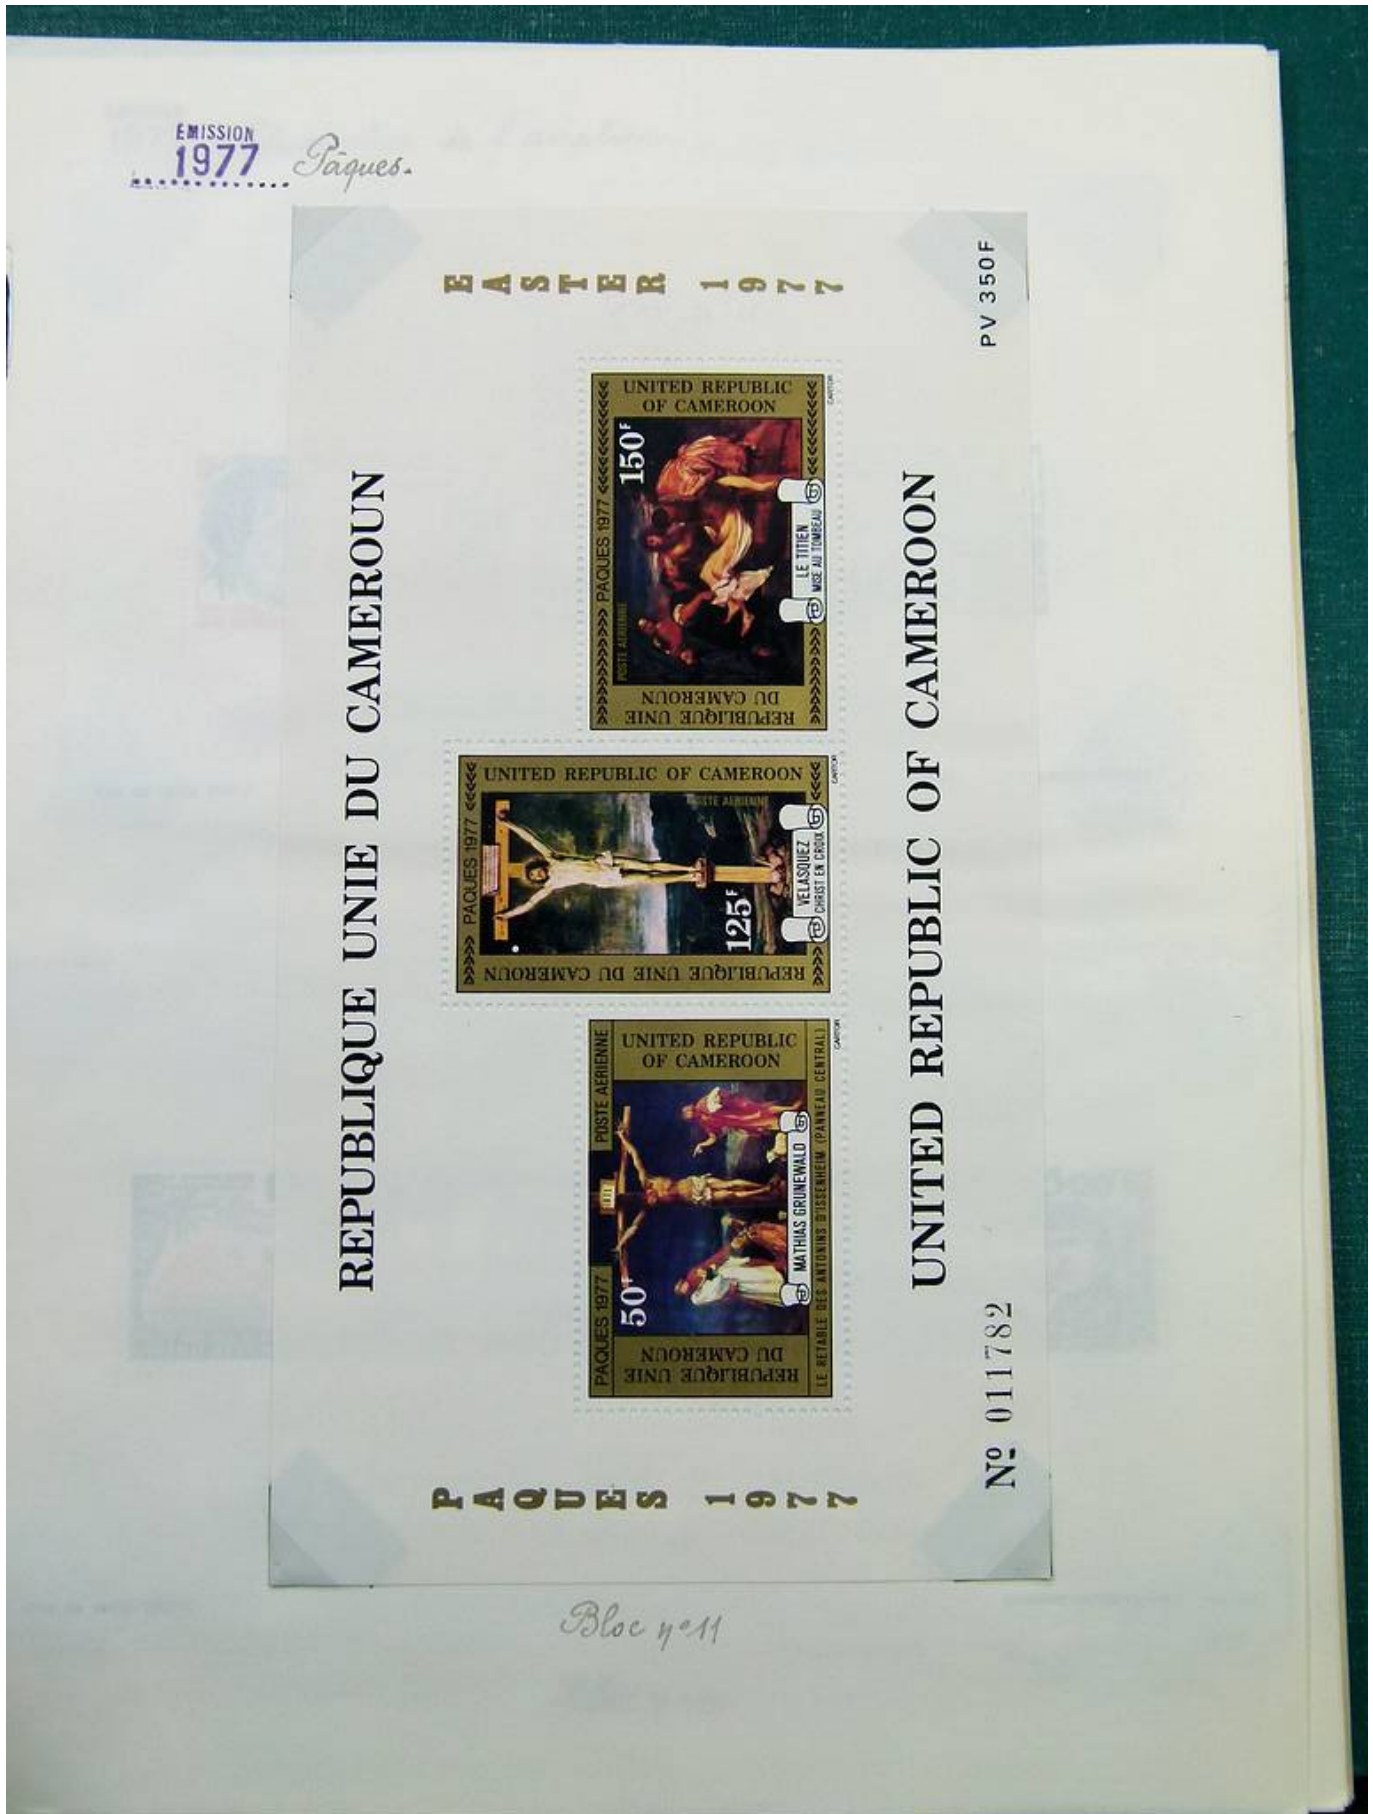 ÉMISSION
1977 Pâques.
EASTER 1977
PV 350F
REPUBLIQUE UNIE DU CAMEROUN
UNITED REPUBLIC OF CAMEROON
UNITED REPUBLIC
OF CAMEROON
CARTOR
PAQUES 1977
150F
POSTE AERIENNE
LE TITIEN
MISE AU TOMBEAU
REPUBLIQUE UNIE
DU CAMEROUN
UNITED REPUBLIC OF CAMEROON
CARTOR
PAQUES 1977
POSTE AERIENNE
125F
VELASQUEZ
CHRIST EN CROIX
REPUBLIQUE UNIE DU CAMEROUN
POSTE AERIENNE
UNITED REPUBLIC
OF CAMEROON
CARTOR
PAQUES 1977
50F
MATHIAS GRUNEWALD
LE RETABLE DES ANTONINS D'ISSENHEIM (PANNEAU CENTRAL)
REPUBLIQUE UNIE
DU CAMEROUN
Nº 011782
PAQUES 1977
Bloc nº 11